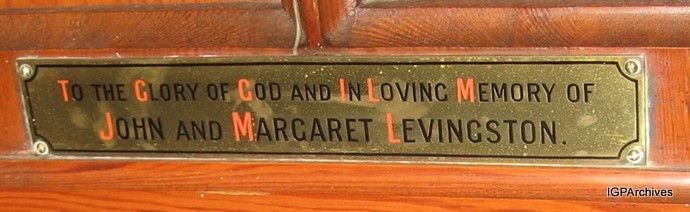 To the Glory of God and In Loving Memory of
John and Margaret Levingston.
IGPArchives